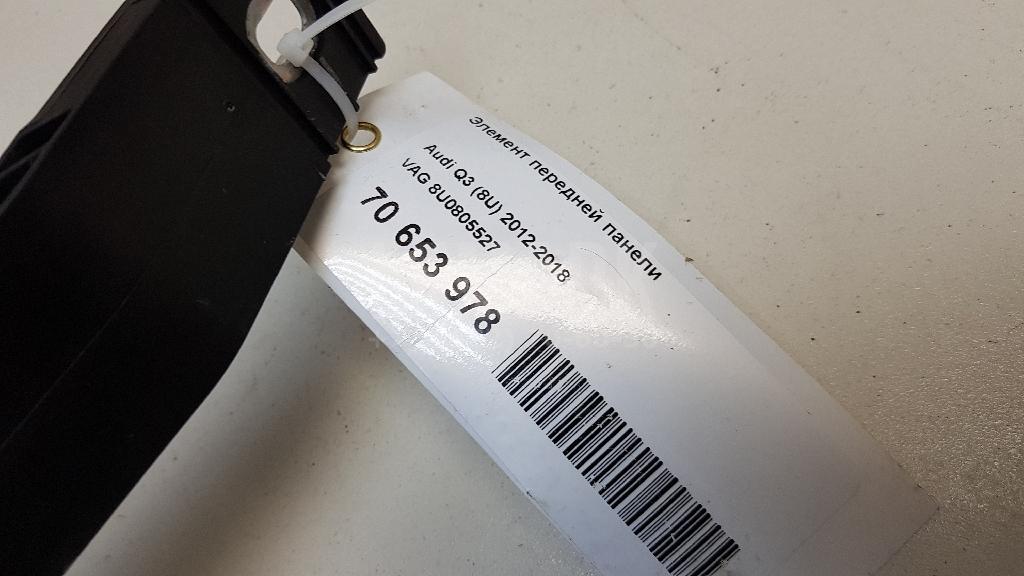 Элемент передней панели
Audi Q3 (8U) 2012-2018
VAG 8U0805527
70 653 978